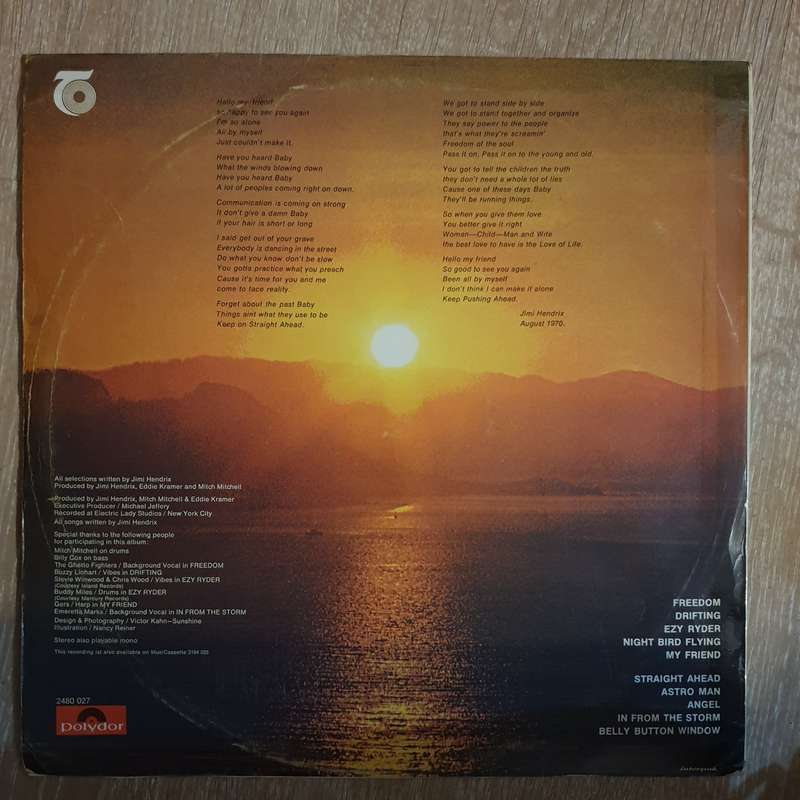 Hello my friend
so happy to see you again
I'm so alone
All by myself
Just couldn't make it.
Have you heard Baby
What the winds blowing down
Have you heard Baby
A lot of peoples coming right on down.
Communication is coming on strong
It don't give a damn Baby
If your hair is short or long
I said get out of your grave
Everybody is dancing in the street
Do what you know don't be slow
You gotta practice what you preach
Cause it's time for you and me
come to face reality.
Forget about the past Baby
Things aint what they use to be
Keep on Straight Ahead.
We got to stand side by side
We got to stand together and organize
They say power to the people
that's what they're screamin'
Freedom of the soul
Pass it on, Pass it on to the young and old.
You got to tell the children the truth
they don't need a whole lot of lies
Cause one of these days Baby
They'll be running things.
So when you give them love
You better give it right
Women—Child—Man and Wife
the best love to have is the Love of Life.
Hello my friend
So good to see you again
Been all by myself
I don't think I can make it alone
Keep Pushing Ahead.
Jimi Hendrix
August 1970.
All selections written by Jimi Hendrix
Produced by Jimi Hendrix, Eddie Kramer and Mitch Mitchell
Produced by Jimi Hendrix, Mitch Mitchell & Eddie Kramer
Executive Producer / Michael Jeffery
Recorded at Electric Lady Studios / New York City
All songs written by Jimi Hendrix
Special thanks to the following people
for participating in this album:
Mitch Mitchell on drums
Billy Cox on bass
The Ghetto Fighters / Background Vocal in FREEDOM
Buzzy Linhart / Vibes in DRIFTING
Stevie Winwood & Chris Wood / Vibes in EZY RYDER
(Courtesy Island Records)
Buddy Miles / Drums in EZY RYDER
(Courtesy Mercury Records)
Gers / Harp in MY FRIEND
Emeretta Marks / Background Vocal in IN FROM THE STORM
Design & Photography / Victor Kahn—Sunshine
Illustration / Nancy Reiner
Stereo also playable mono
This recording ist also available on MusiCassette 3194 025
2480 027
polydor
FREEDOM
DRIFTING
EZY RYDER
NIGHT BIRD FLYING
MY FRIEND
STRAIGHT AHEAD
ASTRO MAN
ANGEL
IN FROM THE STORM
BELLY BUTTON WINDOW